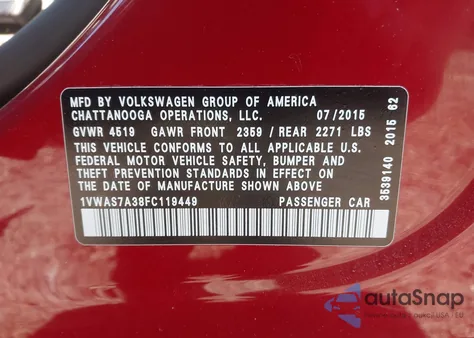 MFD BY VOLKSWAGEN GROUP OF AMERICA
CHATTANOOGA OPERATIONS, LLC. 07/2015
GVWR 4519 GAWR FRONT 2359 / REAR 2271 LBS
THIS VEHICLE CONFORMS TO ALL APPLICABLE U.S.
FEDERAL MOTOR VEHICLE SAFETY, BUMPER AND
THEFT PREVENTION STANDARDS IN EFFECT ON THE
DATE OF MANUFACTURE SHOWN ABOVE.
1VWAS7A38FC119449 PASSENGER CAR
3539140 2015 62
autoSnap